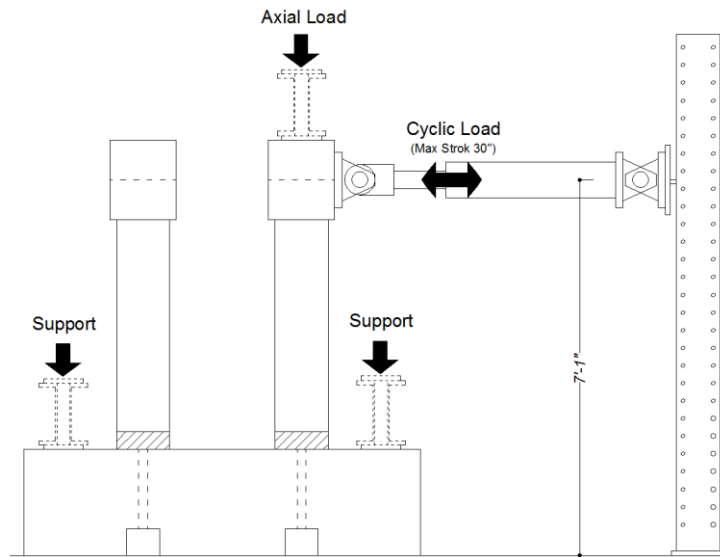 Axial Load
Cyclic Load
(Max Strok 30")
Support
Support
7'-1"